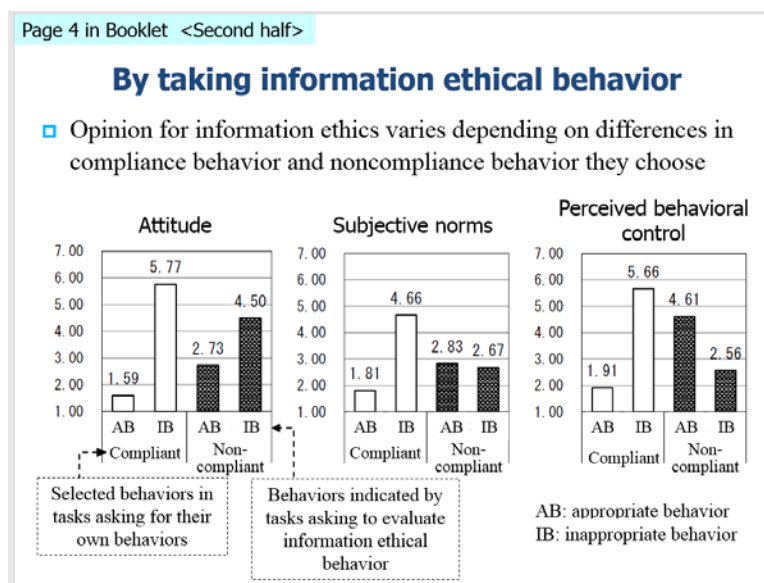 Page 4 in Booklet <Second half>
By taking information ethical behavior
Opinion for information ethics varies depending on differences in
compliance behavior and noncompliance behavior they choose
Attitude
7.00
6.00
5.00
4.00
3.00
2.00
1.00
1.59
5.77
2.73
4.50
AB IB AB IB
Compliant
Non-
compliant
Subjective norms
7.00
6.00
5.00
4.00
3.00
2.00
1.00
1.81
4.66
2.83
2.67
AB IB AB IB
Compliant
Non-
compliant
Perceived behavioral
control
7.00
6.00
5.00
4.00
3.00
2.00
1.00
1.91
5.66
4.61
2.56
AB IB AB IB
Compliant
Non-
compliant
Selected behaviors in
tasks asking for their
own behaviors
Behaviors indicated by
tasks asking to evaluate
information ethical
behavior
AB: appropriate behavior
IB: inappropriate behavior